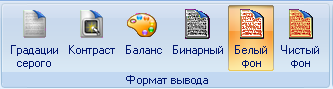 Градации Контраст Баланс Бинарный Белый Чистый
серого фон фон
Формат вывода